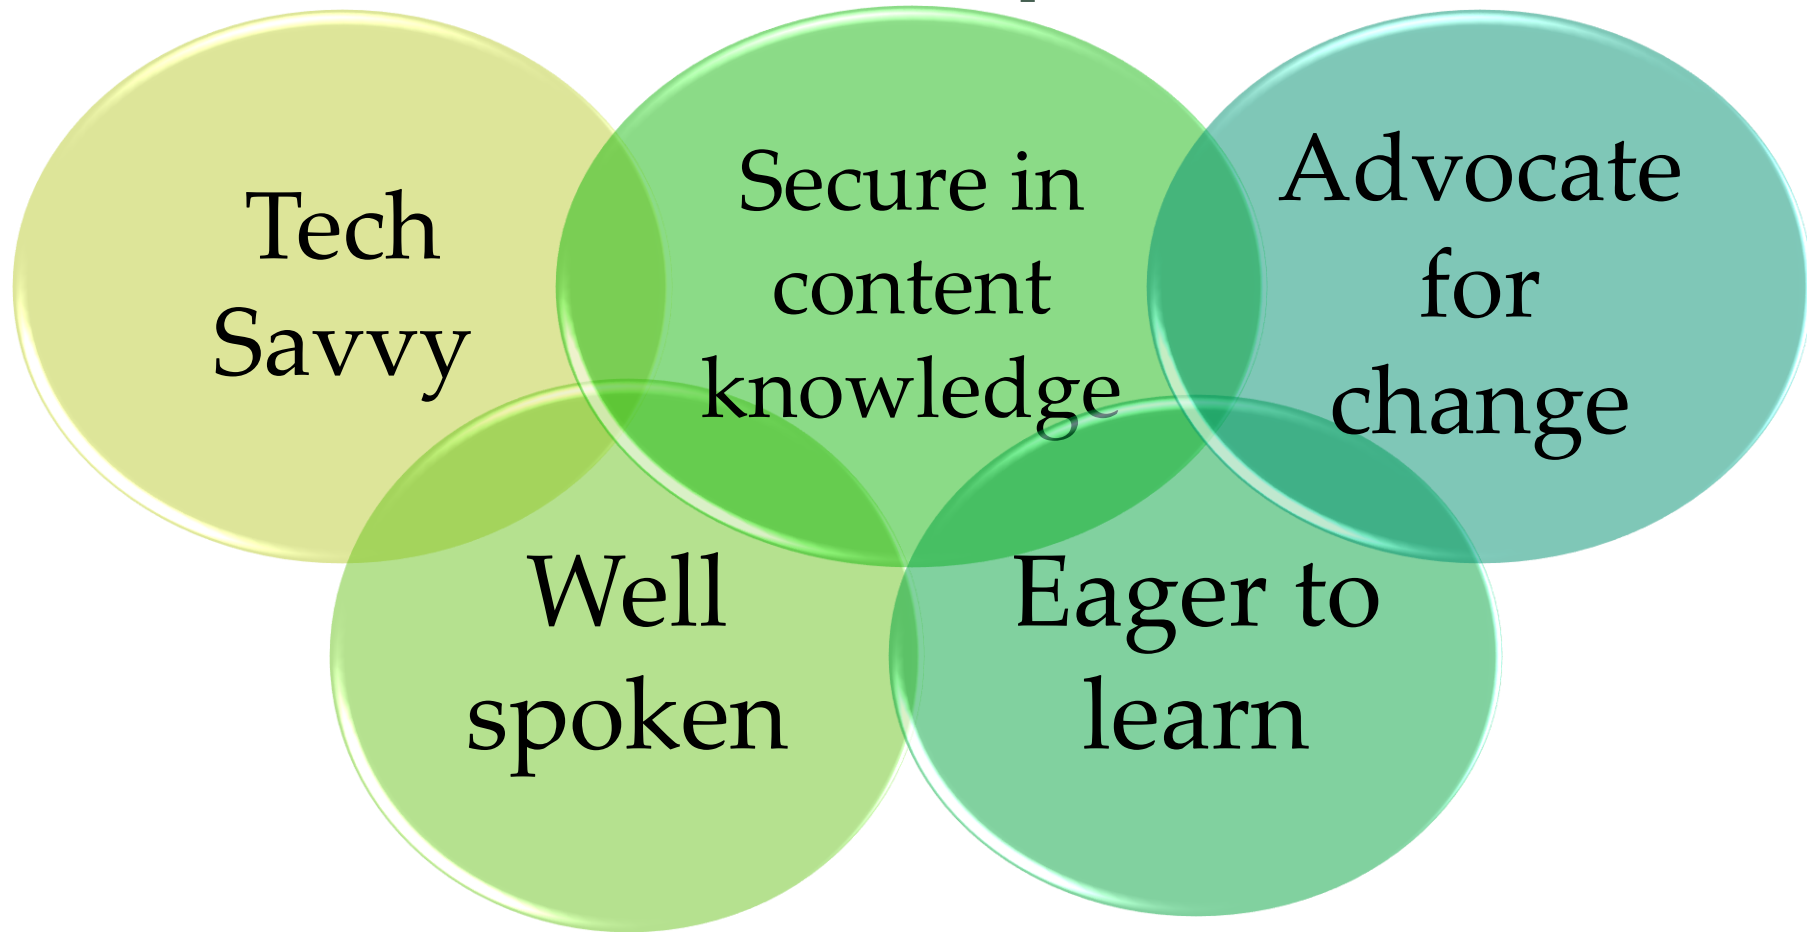 Tech
Savvy
Secure in
content
knowledge
Advocate
for
change
Well
spoken
Eager to
learn